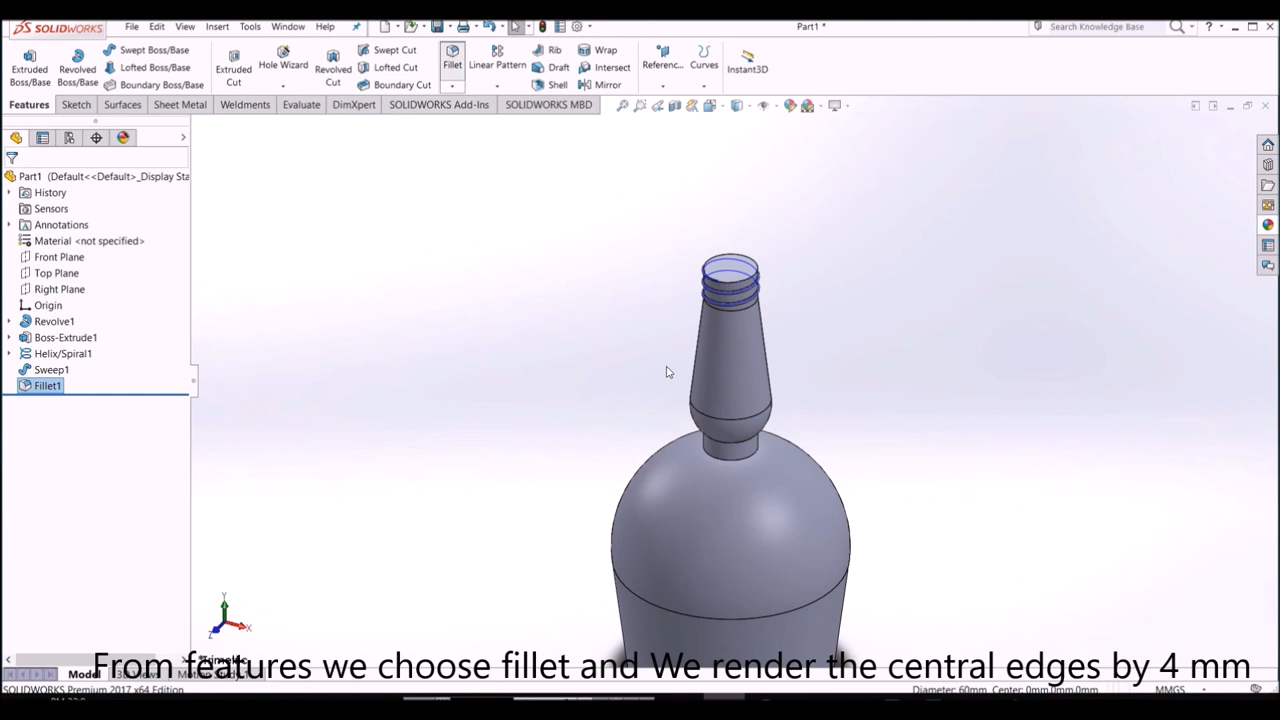 SOLIDWORKS File Edit View Insert Tools Window Help Part1 * Search Knowledge Base ?
Extruded Boss/Base Revolved Boss/Base Swept Boss/Base Lofted Boss/Base Boundary Boss/Base Extruded Cut Hole Wizard Revolved Cut Swept Cut Lofted Cut Boundary Cut Fillet Linear Pattern Rib Draft Shell Wrap Intersect Mirror Referenc... Curves Instant3D
Features Sketch Surfaces Sheet Metal Weldments Evaluate DimXpert SOLIDWORKS Add-Ins SOLIDWORKS MBD
Part1 (Default<<Default>_Display Sta
History
Sensors
Annotations
Material <not specified>
Front Plane
Top Plane
Right Plane
Origin
Revolve1
Boss-Extrude1
Helix/Spiral1
Sweep1
Fillet1
Y
Z X
From features we choose fillet and We render the central edges by 4 mm
Model
SOLIDWORKS Premium 2017 x64 Edition Diameter: 60mm Center: 0mm,0mm,0mm MMGS